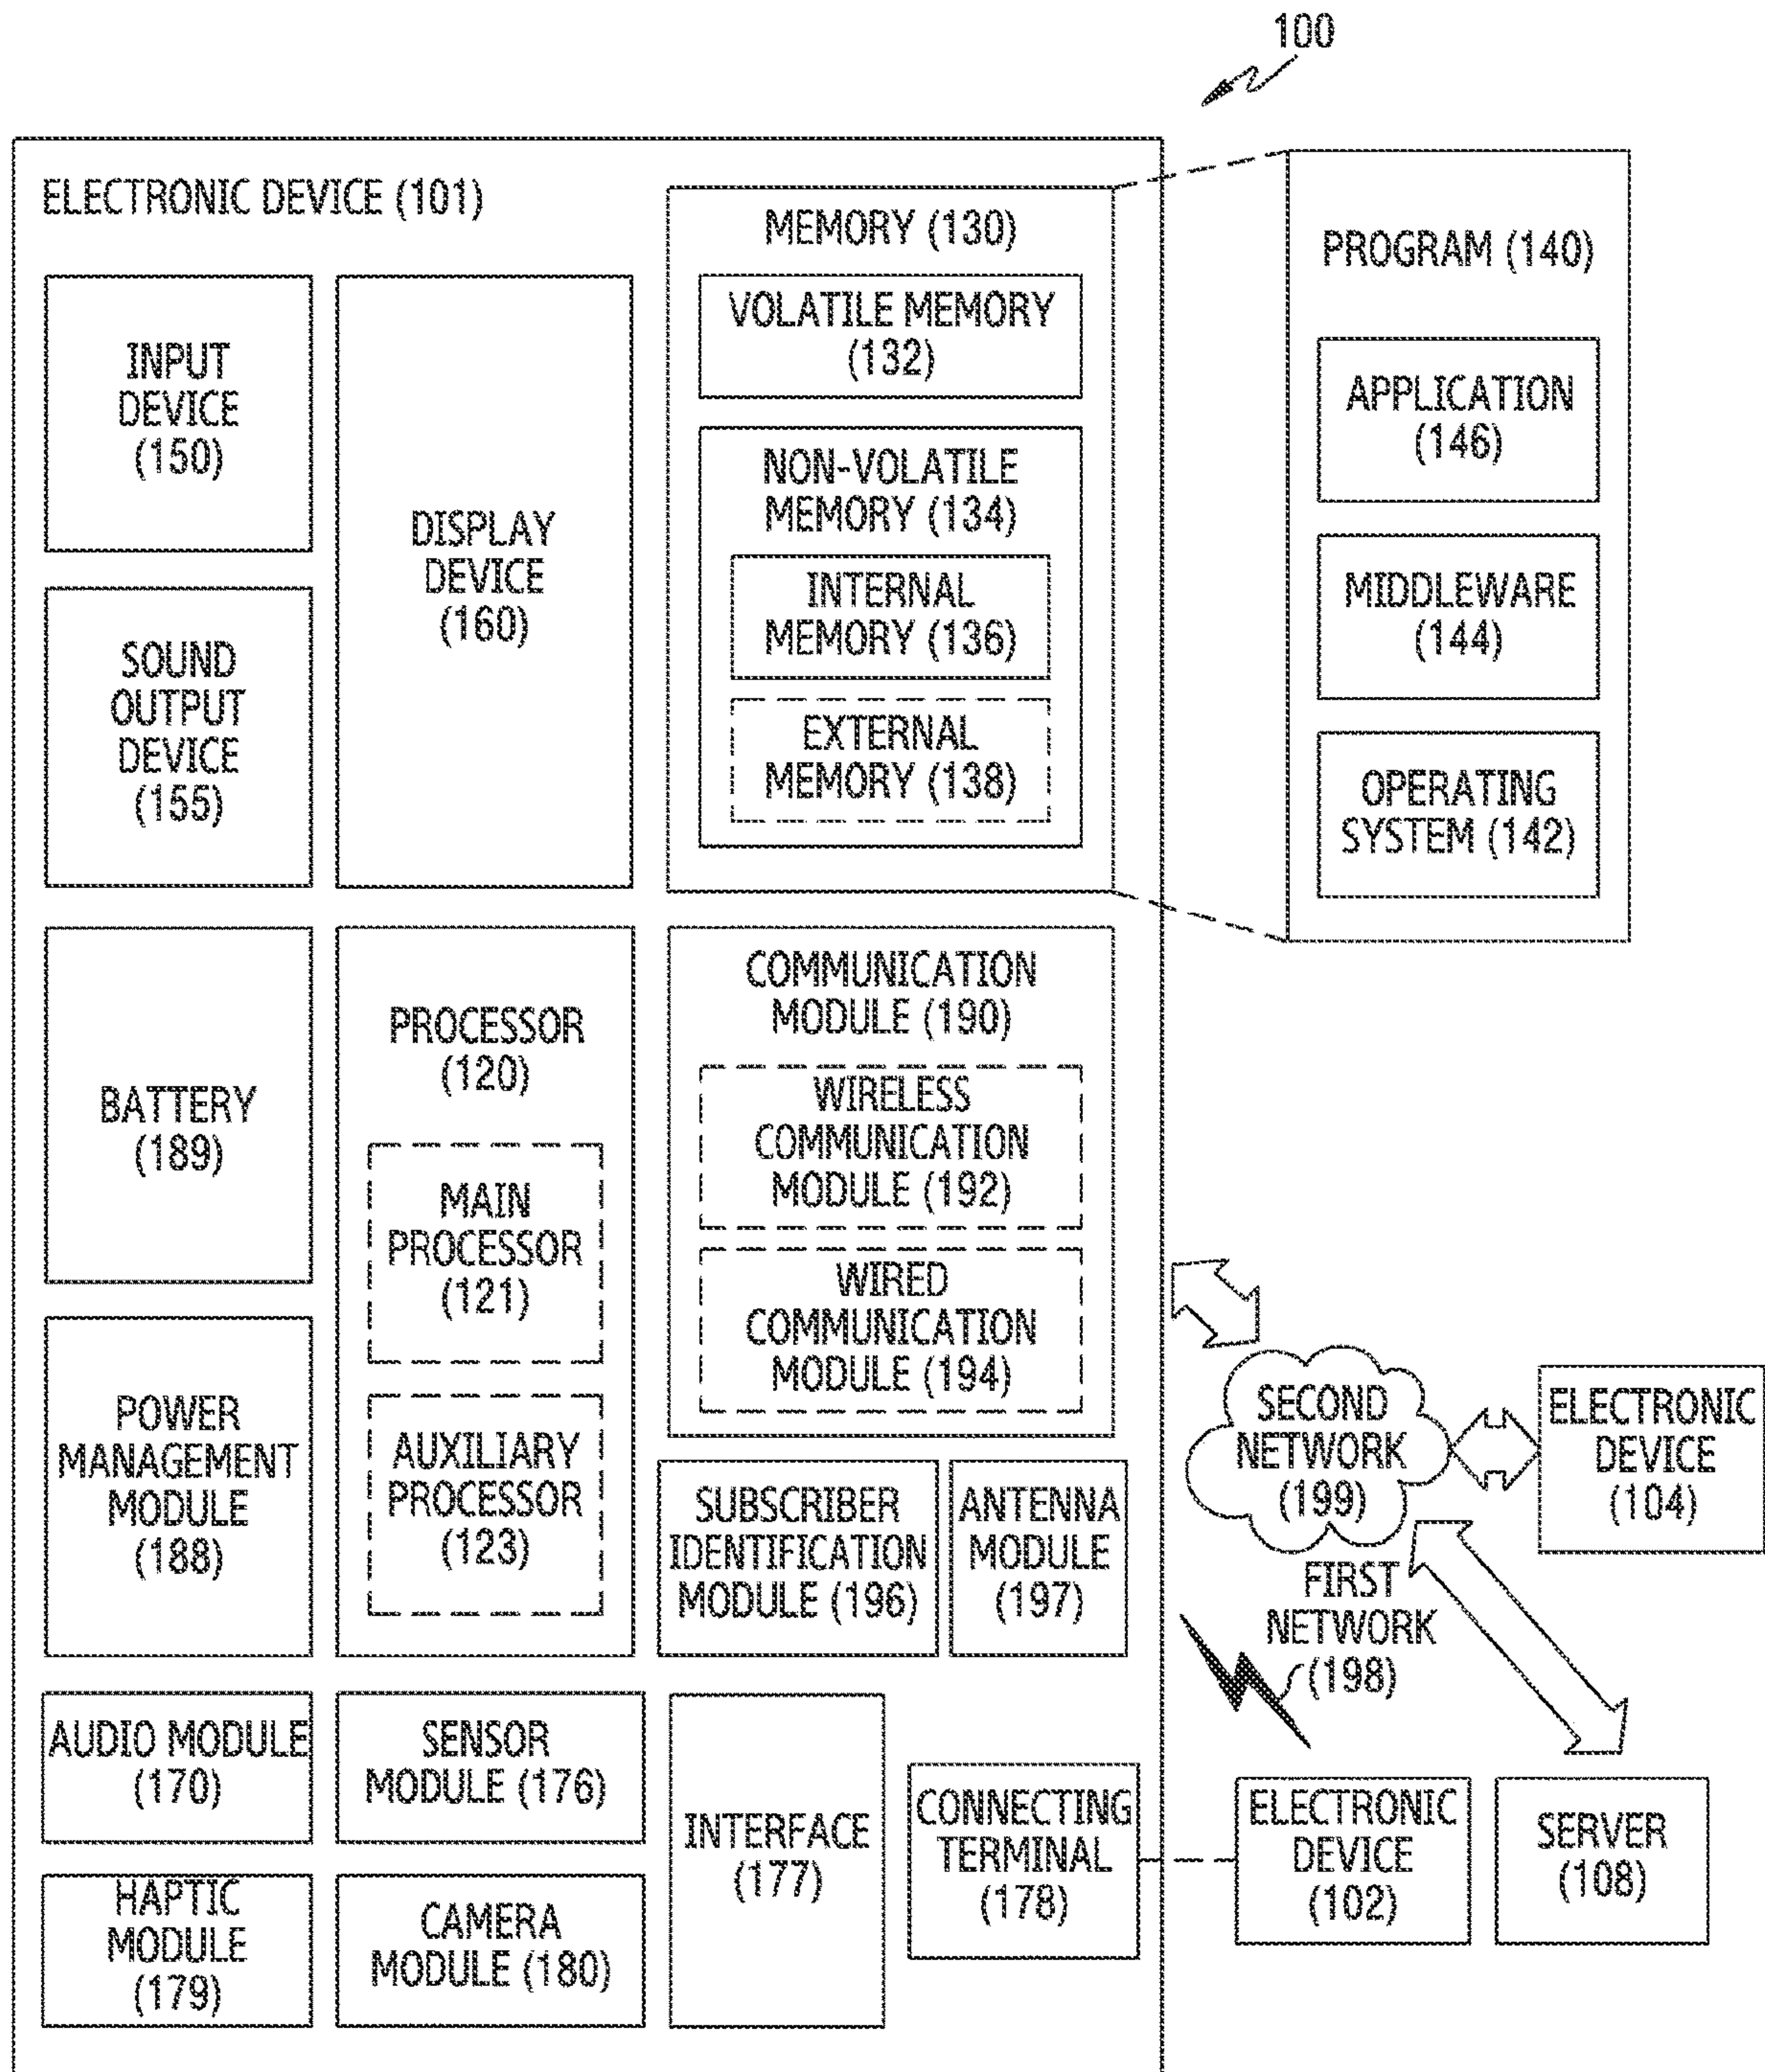 100
ELECTRONIC DEVICE (101)
INPUT
DEVICE
(150)
SOUND
OUTPUT
DEVICE
(155)
DISPLAY
DEVICE
(160)
MEMORY (130)
VOLATILE MEMORY
(132)
NON-VOLATILE
MEMORY (134)
INTERNAL
MEMORY (136)
EXTERNAL
MEMORY (138)
PROGRAM (140)
APPLICATION
(146)
MIDDLEWARE
(144)
OPERATING
SYSTEM (142)
BATTERY
(189)
POWER
MANAGEMENT
MODULE
(188)
PROCESSOR
(120)
MAIN
PROCESSOR
(121)
AUXILIARY
PROCESSOR
(123)
COMMUNICATION
MODULE (190)
WIRELESS
COMMUNICATION
MODULE (192)
WIRED
COMMUNICATION
MODULE (194)
SUBSCRIBER
IDENTIFICATION
MODULE (196)
ANTENNA
MODULE
(197)
SECOND
NETWORK
(199)
ELECTRONIC
DEVICE
(104)
FIRST
NETWORK
(198)
AUDIO MODULE
(170)
SENSOR
MODULE (176)
INTERFACE
(177)
CONNECTING
TERMINAL
(178)
ELECTRONIC
DEVICE
(102)
SERVER
(108)
HAPTIC
MODULE
(179)
CAMERA
MODULE (180)